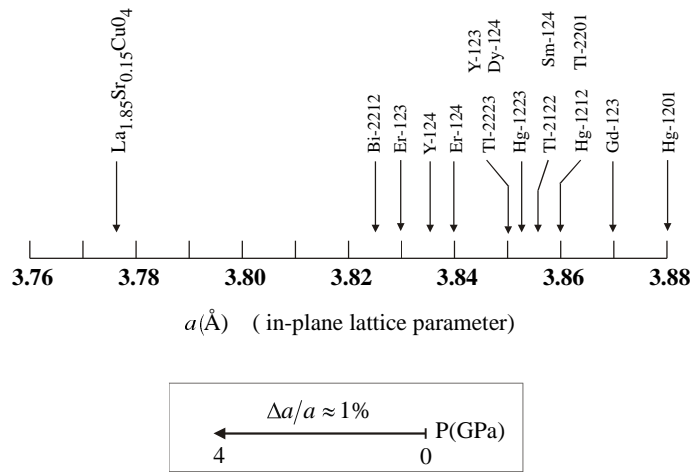 La1.85Sr0.15CuO4
Bi-2212
Er-123
Y-124
Er-124
Y-123
Dy-124
Tl-2223
Hg-1223
Sm-124
Tl-2122
Tl-2201
Hg-1212
Gd-123
Hg-1201
3.76 3.78 3.80 3.82 3.84 3.86 3.88
a(Å) ( in-plane lattice parameter)
Δa/a ≈ 1%
P(GPa)
4 0